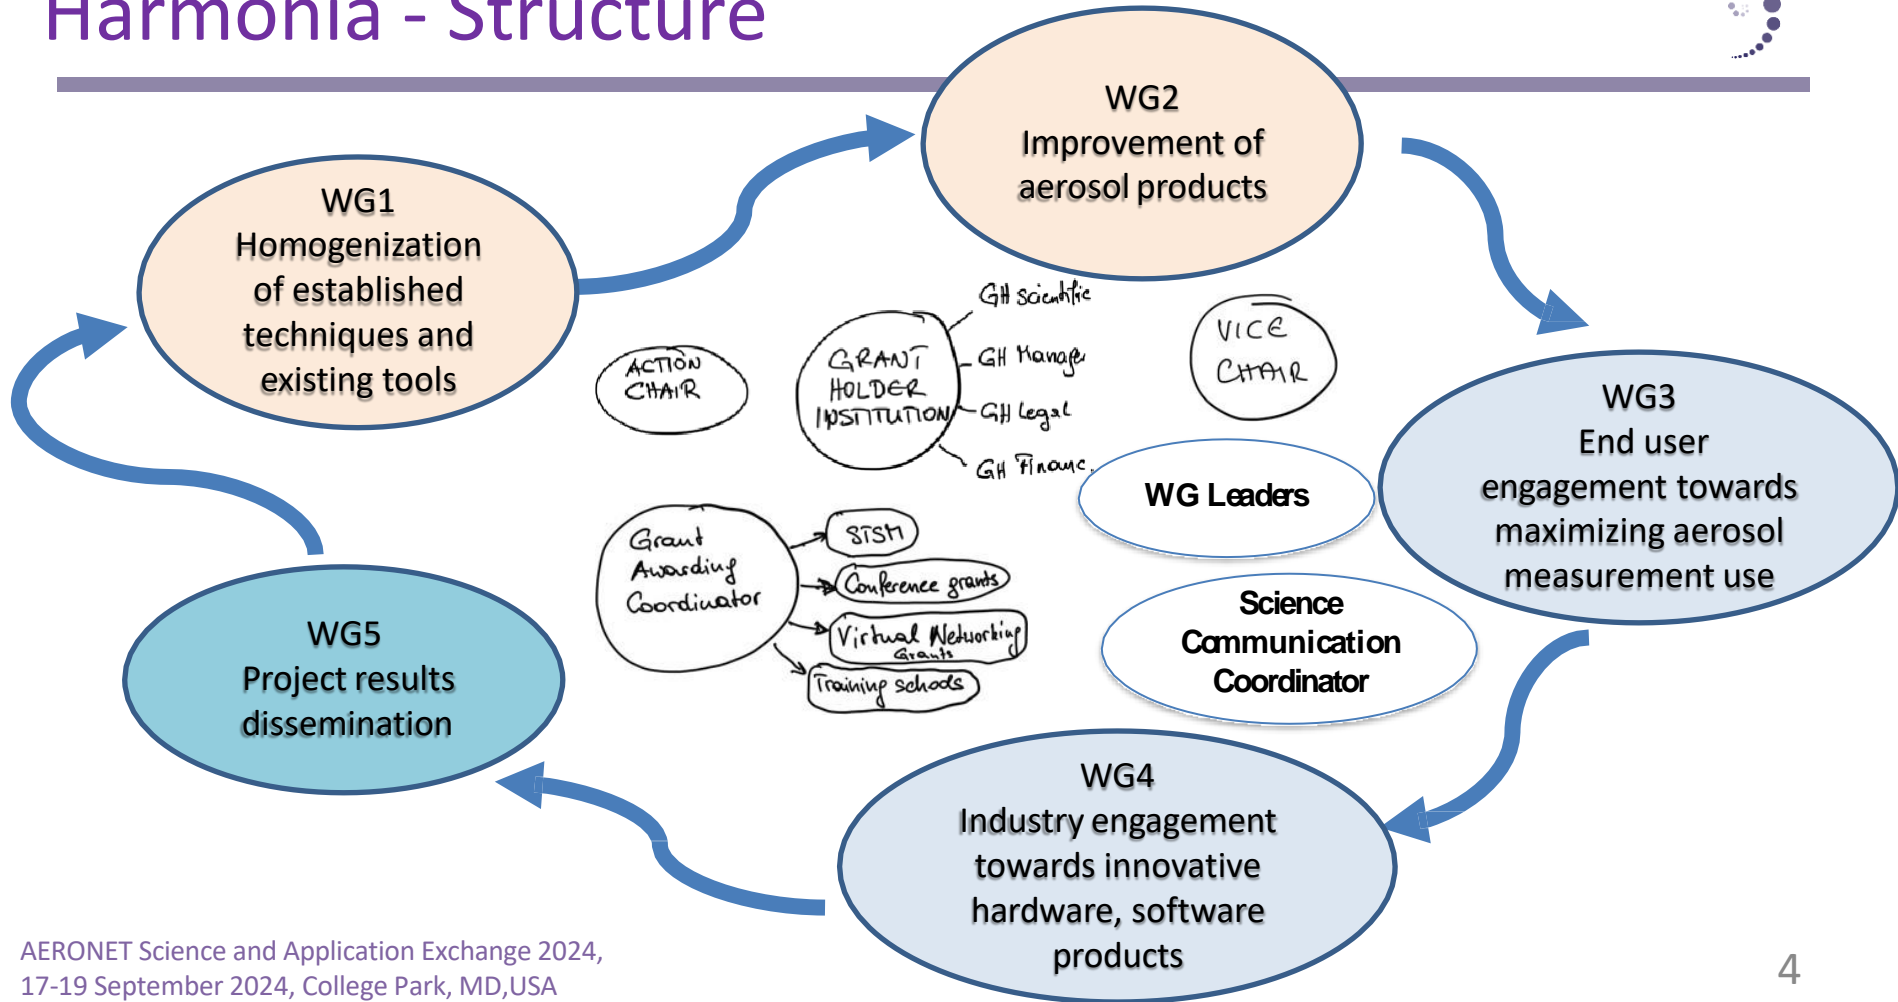 Harmonia - Structure
WG1
Homogenization
of established
techniques and
existing tools
WG2
Improvement of
aerosol products
WG3
End user
engagement towards
maximizing aerosol
measurement use
WG4
Industry engagement
towards innovative
hardware, software
products
WG5
Project results
dissemination
ACTION
CHAIR
GRANT
HOLDER
INSTITUTION
GH Scientific
GH Manager
GH Legal
GH Financ.
VICE
CHAIR
WG Leaders
Science
Communication
Coordinator
Grant
Awarding
Coordinator
STSM
Conference grants
Virtual Networking
Grants
Training schools
AERONET Science and Application Exchange 2024,
17-19 September 2024, College Park, MD,USA
4